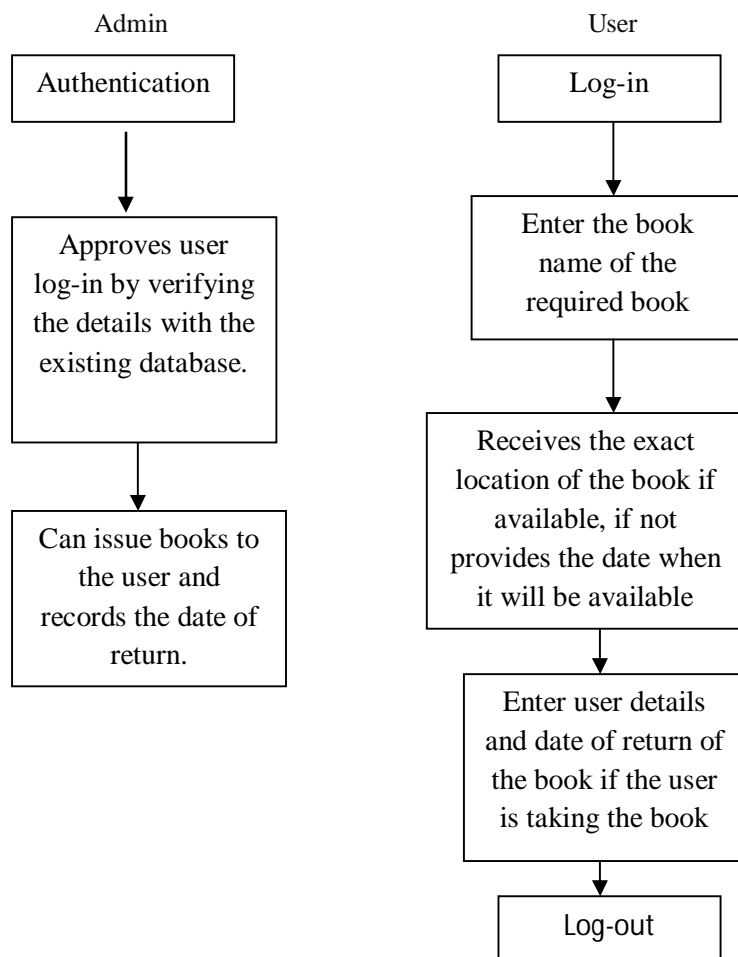 Admin
Authentication
Approves user
log-in by verifying
the details with the
existing database.
Can issue books to
the user and
records the date of
return.
User
Log-in
Enter the book
name of the
required book
Receives the exact
location of the book if
available, if not
provides the date when
it will be available
Enter user details
and date of return of
the book if the user
is taking the book
Log-out